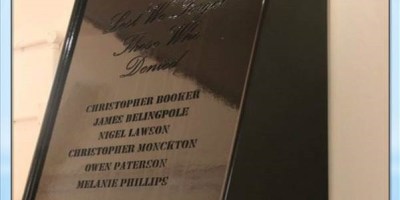 Lest We Forget
Those Who
Denied
CHRISTOPHER BOOKER
JAMES DELINGPOLE
NIGEL LAWSON
CHRISTOPHER MONCKTON
OWEN PATERSON
MELANIE PHILLIPS